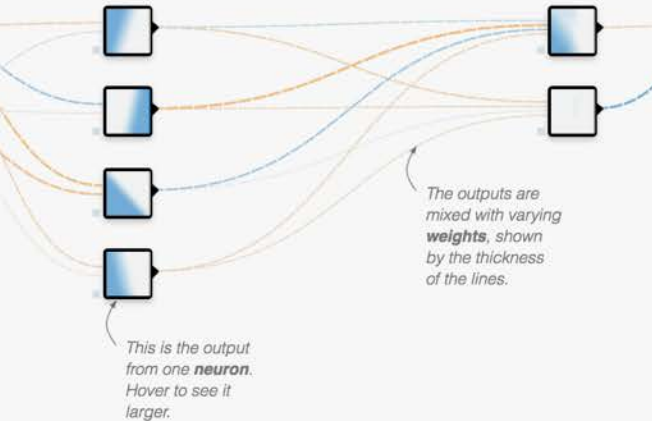 The outputs are
mixed with varying
weights, shown
by the thickness
of the lines.
This is the output
from one neuron.
Hover to see it
larger.